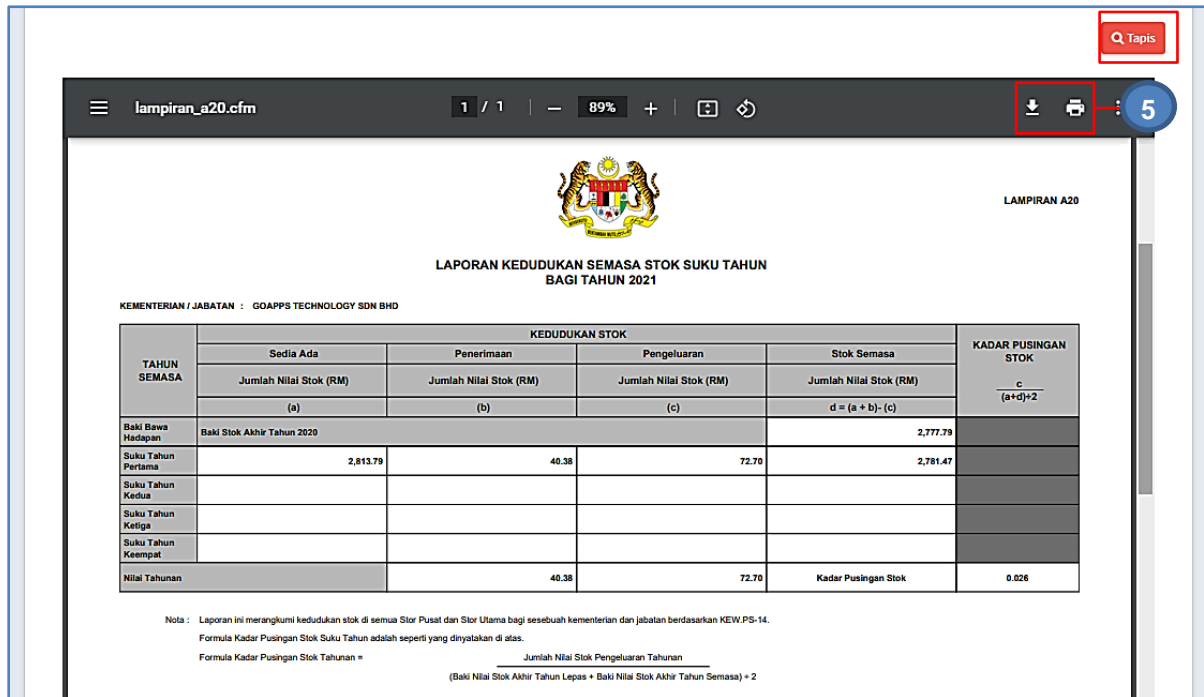 Tapis
lampiran_a20.cfm
1 / 1
89%
5
LAMPIRAN A20
LAPORAN KEDUDUKAN SEMASA STOK SUKU TAHUN
BAGI TAHUN 2021
KEMENTERIAN / JABATAN : GOAPPS TECHNOLOGY SDN BHD
TAHUN SEMASA KEDUDUKAN STOK KADAR PUSINGAN STOK
Sedia Ada Penerimaan Pengeluaran Stok Semasa
Jumlah Nilai Stok (RM) Jumlah Nilai Stok (RM) Jumlah Nilai Stok (RM) Jumlah Nilai Stok (RM)
c
(a+d)÷2
(a) (b) (c) d = (a + b)- (c)
Baki Bawa Hadapan Baki Stok Akhir Tahun 2020 2,777.79
Suku Tahun Pertama 2,813.79 40.38 72.70 2,781.47
Suku Tahun Kedua
Suku Tahun Ketiga
Suku Tahun Keempat
Nilai Tahunan 40.38 72.70 Kadar Pusingan Stok 0.026
Nota : Laporan ini merangkumi kedudukan stok di semua Stor Pusat dan Stor Utama bagi sesebuah kementerian dan jabatan berdasarkan KEW.PS-14.
Formula Kadar Pusingan Stok Suku Tahun adalah seperti yang dinyatakan di atas.
Formula Kadar Pusingan Stok Tahunan = Jumlah Nilai Stok Pengeluaran Tahunan
(Baki Nilai Stok Akhir Tahun Lepas + Baki Nilai Stok Akhir Tahun Semasa) ÷ 2